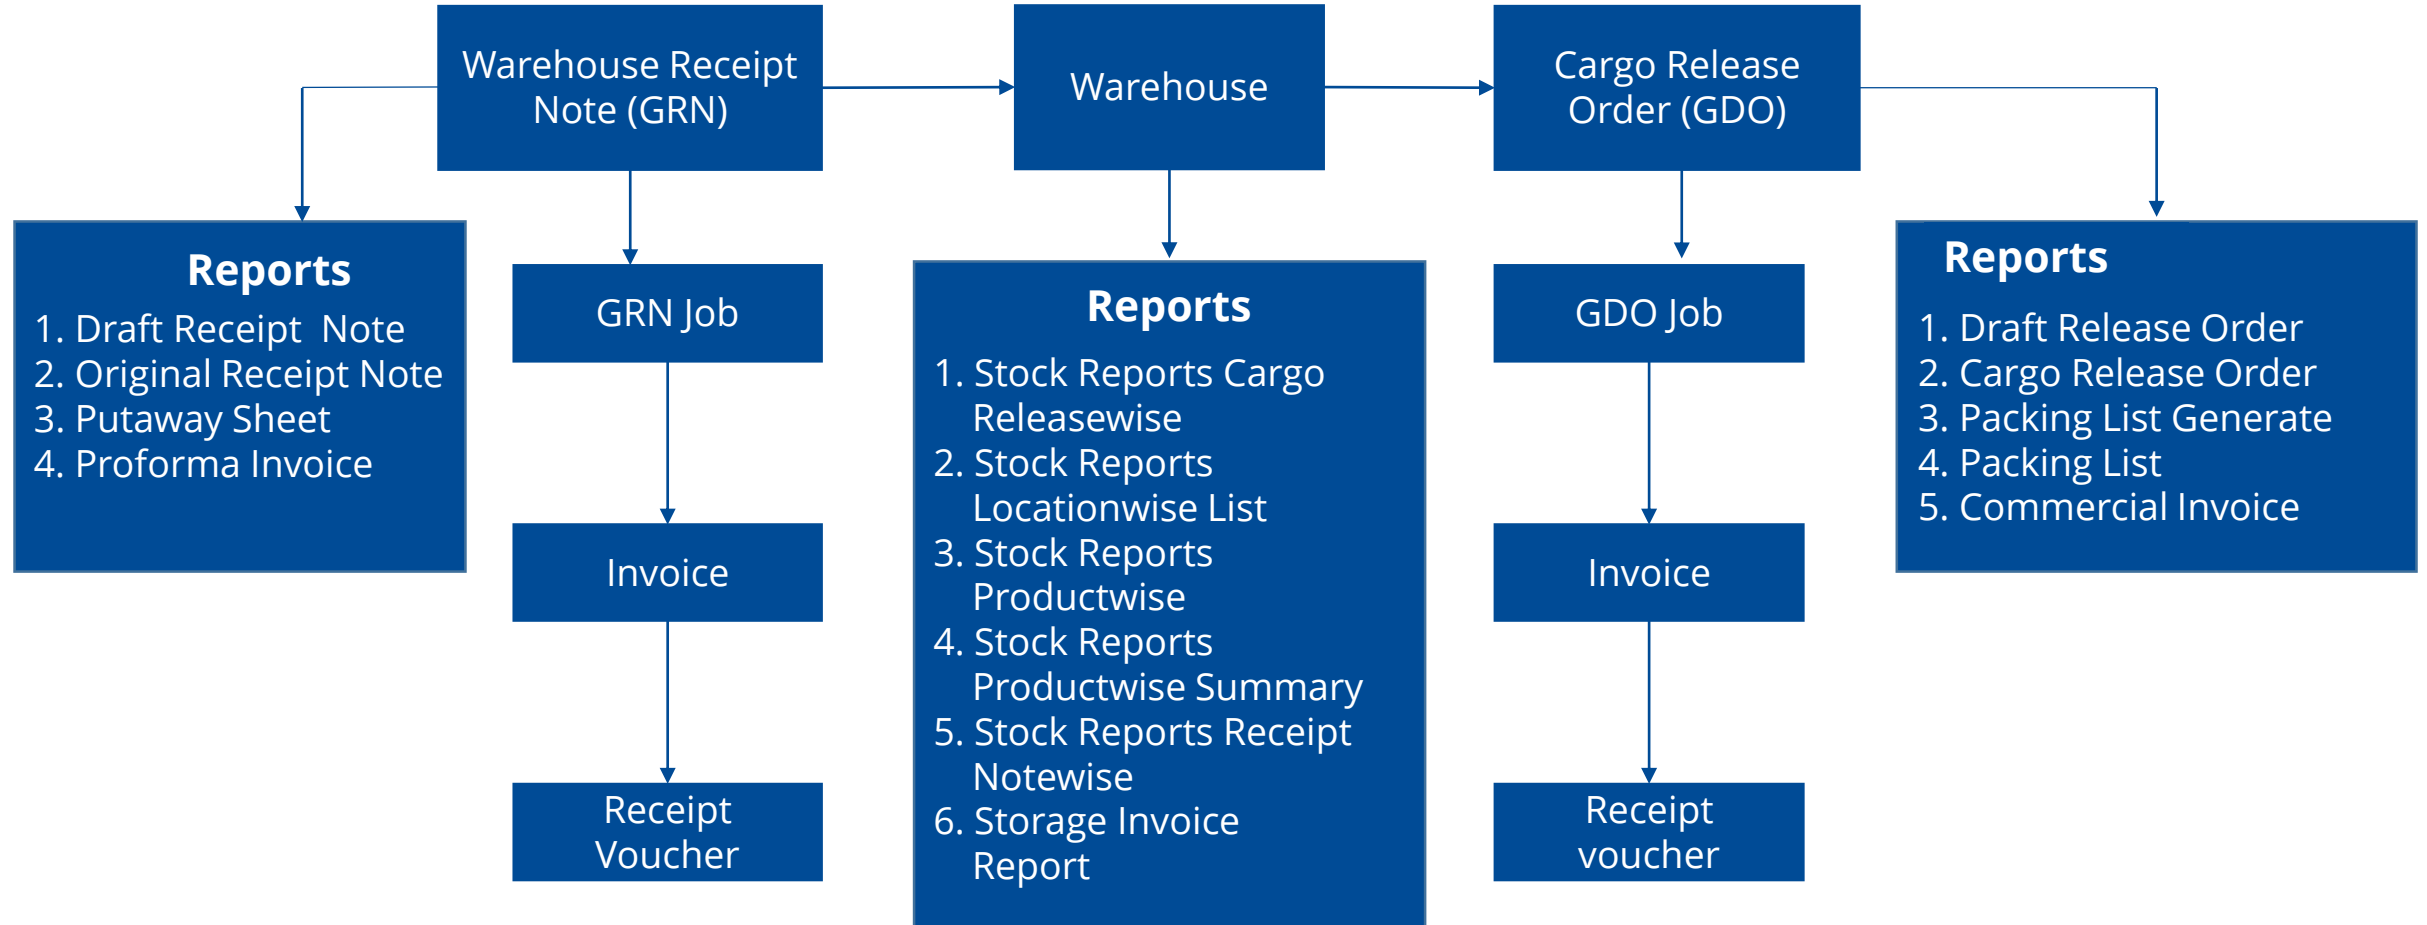 Warehouse Receipt
Note (GRN)
Warehouse
Cargo Release
Order (GDO)
Reports
1. Draft Receipt  Note
2. Original Receipt Note
3. Putaway Sheet
4. Proforma Invoice
GRN Job
Invoice
Receipt
Voucher
Reports
1. Stock Reports Cargo
Releasewise
2. Stock Reports
Locationwise List
3. Stock Reports
Productwise
4. Stock Reports
Productwise Summary
5. Stock Reports Receipt
Notewise
6. Storage Invoice
Report
GDO Job
Invoice
Receipt
voucher
Reports
1. Draft Release Order
2. Cargo Release Order
3. Packing List Generate
4. Packing List
5. Commercial Invoice